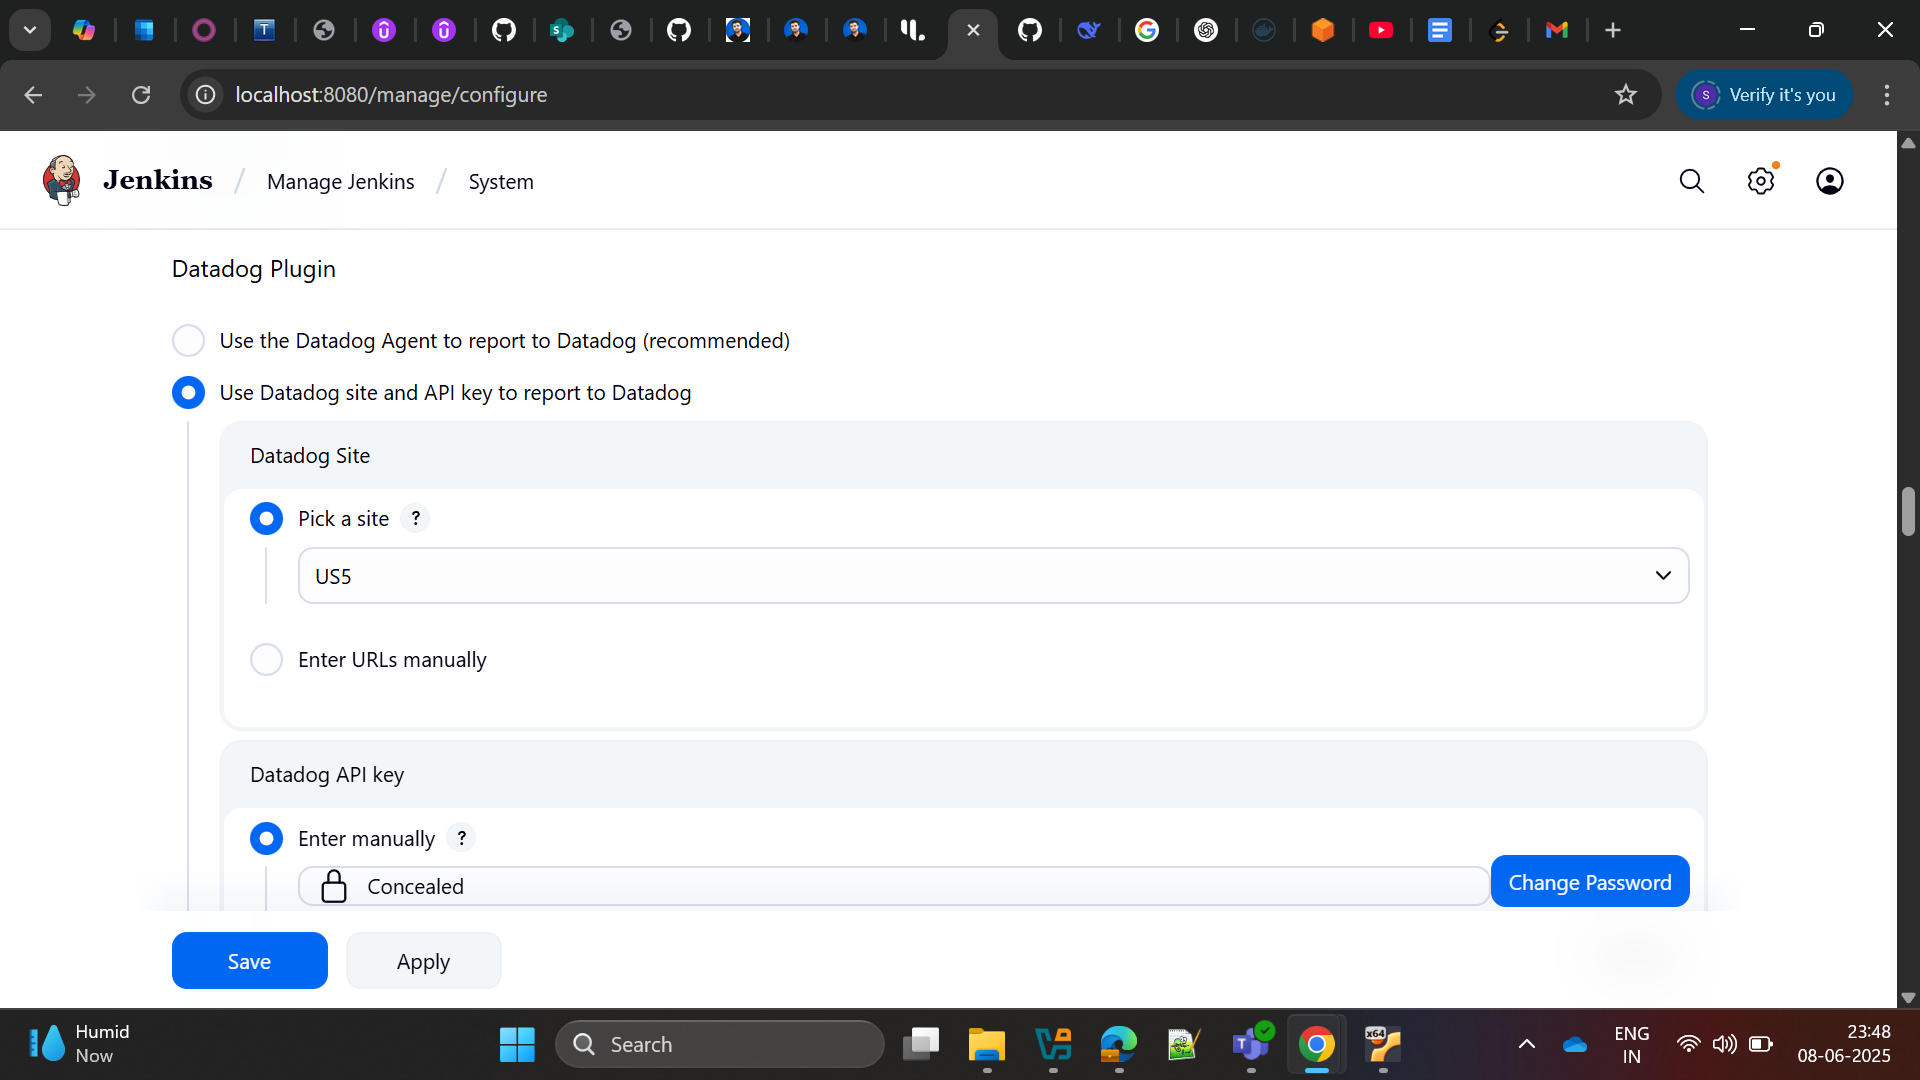 localhost:8080/manage/configure
Verify it's you
S
Jenkins / Manage Jenkins / System
Datadog Plugin
Use the Datadog Agent to report to Datadog (recommended)
Use Datadog site and API key to report to Datadog
Datadog Site
Pick a site ?
US5
Enter URLs manually
Datadog API key
Enter manually ?
Concealed
Change Password
Save
Apply
Humid
Now
Search
x64
ENG
IN
23:48
08-06-2025